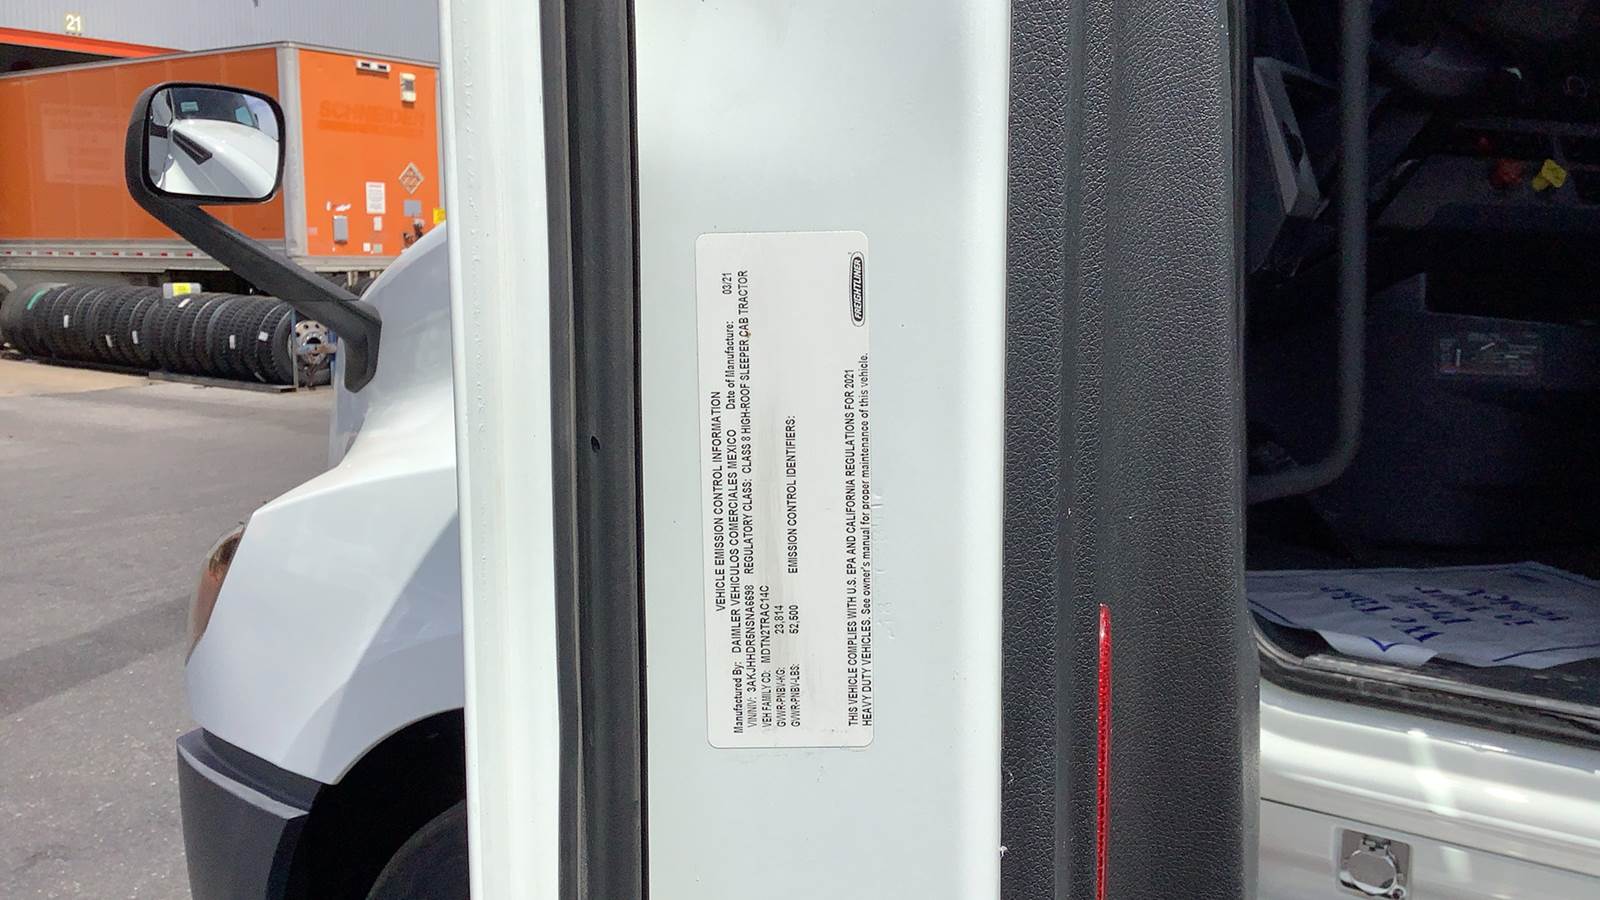 21
SCHNEIDER
VEHICLE EMISSION CONTROL INFORMATION
Manufactured By: DAIMLER VEHICULOS COMERCIALES MEXICO Date of Manufacture: 03/21
VIN/NIV: 3AKJHHDR5NSNA6698 REGULATORY CLASS: CLASS 8 HIGH-ROOF SLEEPER CAB TRACTOR
VEH FAMILY CD: MDTN2TRAC14C
GVWR-PNBV-KG: 23,814
GVWR-PNBV-LBS: 52,500 EMISSION CONTROL IDENTIFIERS:
THIS VEHICLE COMPLIES WITH U.S. EPA AND CALIFORNIA REGULATIONS FOR 2021
HEAVY DUTY VEHICLES. See owner's manual for proper maintenance of this vehicle.
FREIGHTLINER